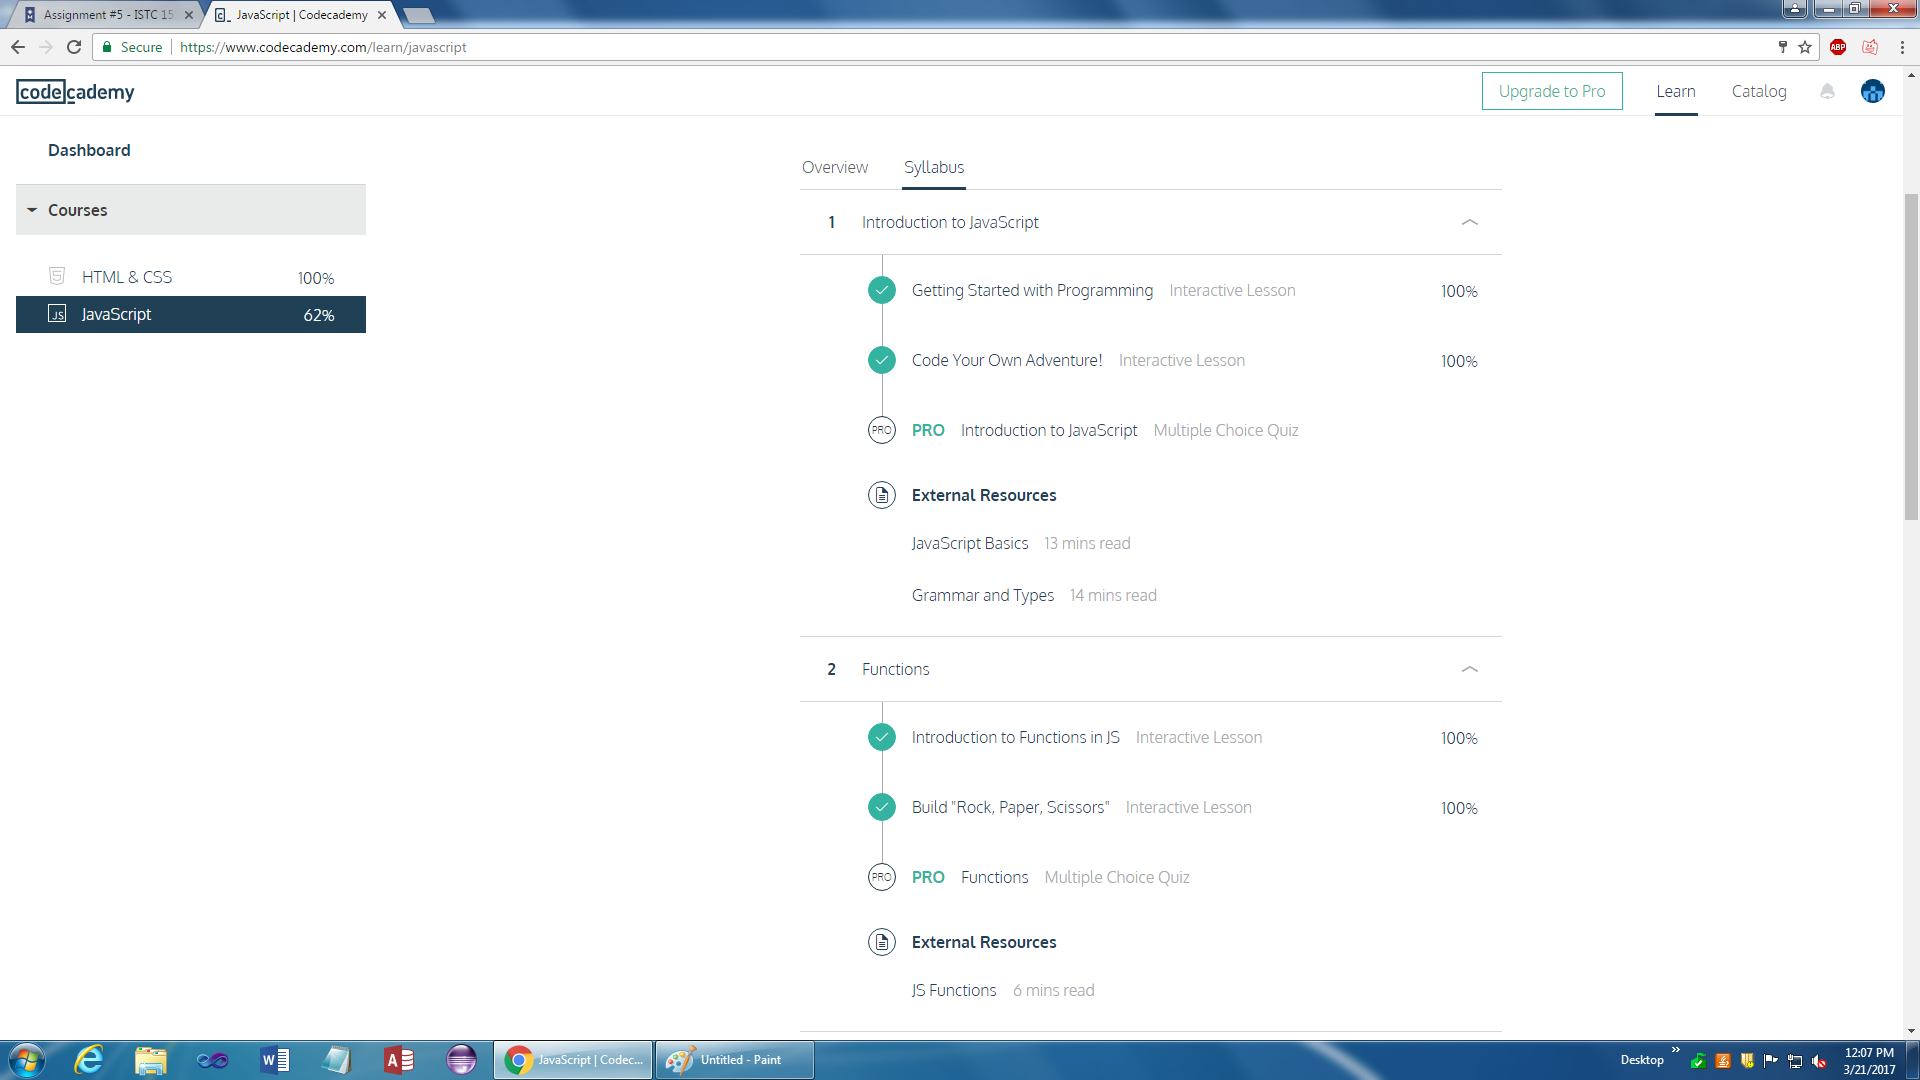 Assignment #5 - ISTC 15
JavaScript | Codecademy
Secure https://www.codecademy.com/learn/javascript
ABP
codecademy
Upgrade to Pro
Learn
Catalog
Dashboard
Courses
HTML & CSS 100%
JS JavaScript 62%
Overview Syllabus
1 Introduction to JavaScript
Getting Started with Programming Interactive Lesson 100%
Code Your Own Adventure! Interactive Lesson 100%
PRO PRO Introduction to JavaScript Multiple Choice Quiz
External Resources
JavaScript Basics 13 mins read
Grammar and Types 14 mins read
2 Functions
Introduction to Functions in JS Interactive Lesson 100%
Build "Rock, Paper, Scissors" Interactive Lesson 100%
PRO PRO Functions Multiple Choice Quiz
External Resources
JS Functions 6 mins read
JavaScript | Codec...
Untitled - Paint
Desktop
12:07 PM
3/21/2017